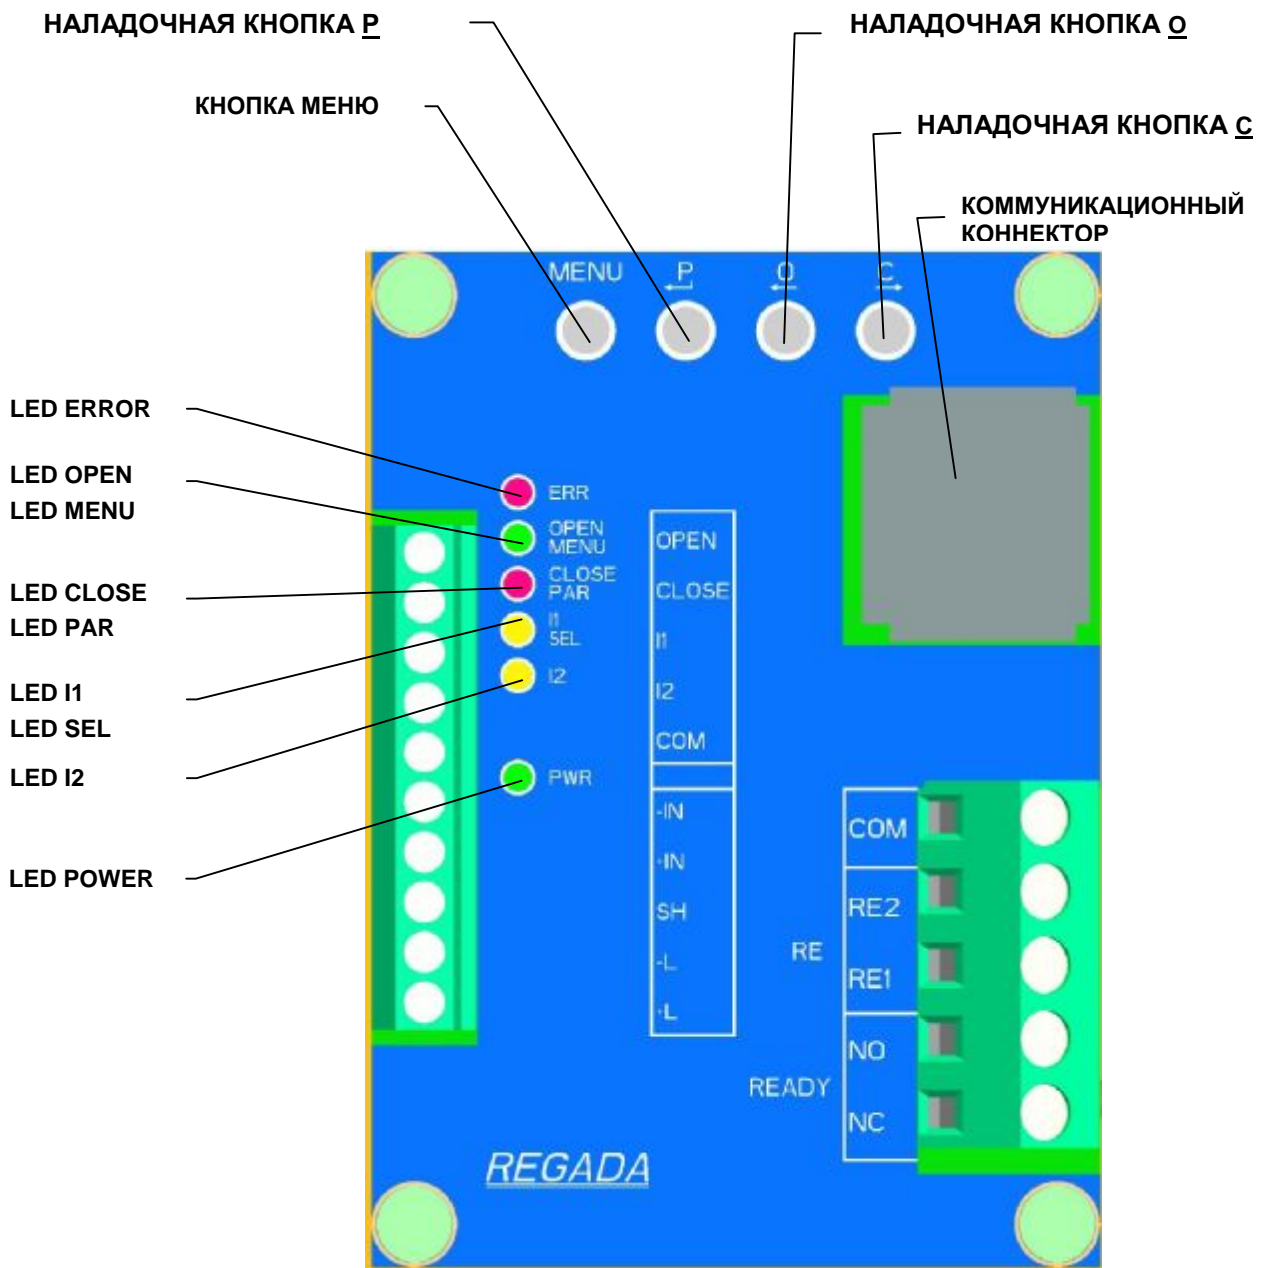 НАЛАДОЧНАЯ КНОПКА P
НАЛАДОЧНАЯ КНОПКА O
КНОПКА МЕНЮ
НАЛАДОЧНАЯ КНОПКА C
КОММУНИКАЦИОННЫЙ
КОННЕКТОР
MENU
P
O
C
LED ERROR
LED OPEN
LED MENU
LED CLOSE
LED PAR
LED I1
LED SEL
LED I2
LED POWER
ERR
OPEN
MENU
CLOSE
PAR
I1
SEL
I2
PWR
OPEN
CLOSE
I1
I2
COM
-IN
-IN
SH
-L
-L
COM
RE2
RE
RE1
NO
READY
NC
REGADA